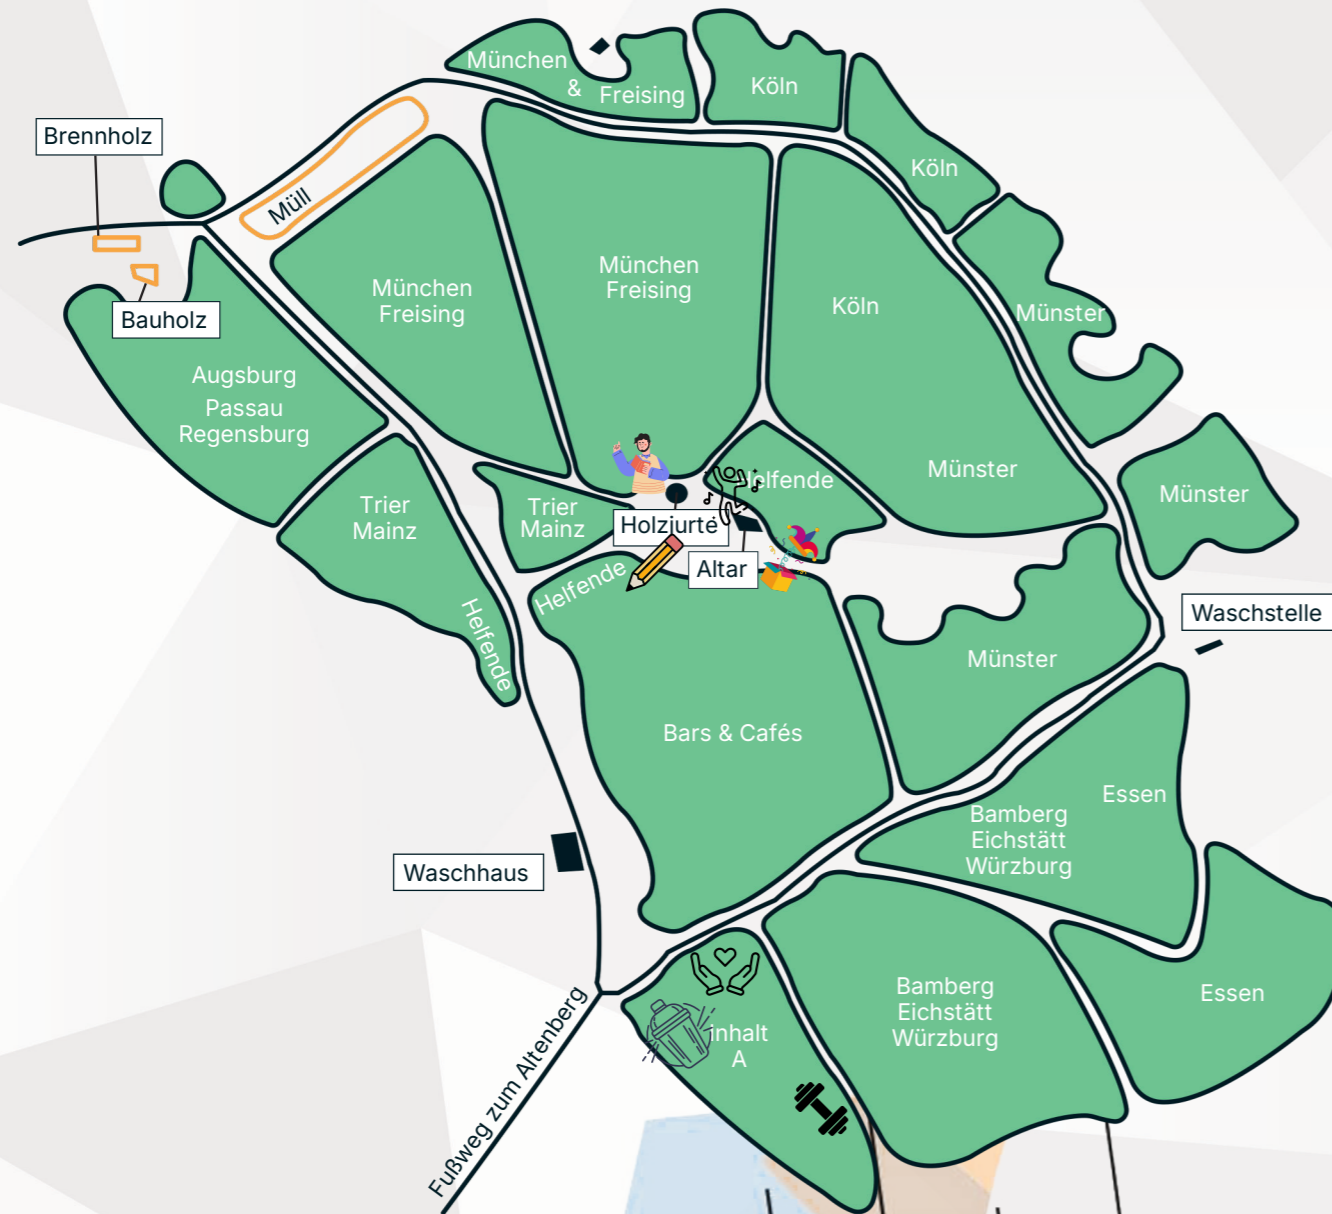 München
& Freising
Köln
Köln
Brennholz
Müll
München
Freising
München
Freising
Köln
Münster
Bauholz
Augsburg
Passau
Regensburg
Trier
Mainz
Trier
Mainz
Helfende
Münster
Münster
Holzjurte
Altar
Helfende
Helfende
Waschstelle
Münster
Bars & Cafés
Essen
Bamberg
Eichstätt
Würzburg
Waschhaus
Bamberg
Eichstätt
Würzburg
Essen
inhalt
A
Fußweg zum Altenberg